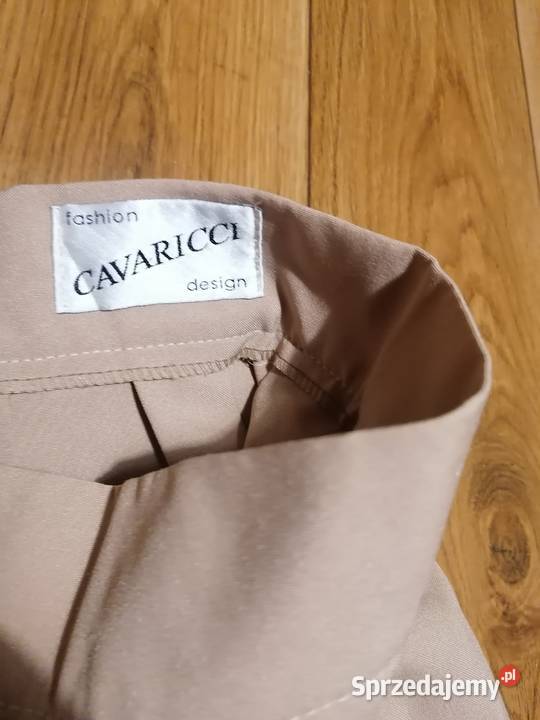 fashion
CAVARICCI
design
Sprzedajemy.pl